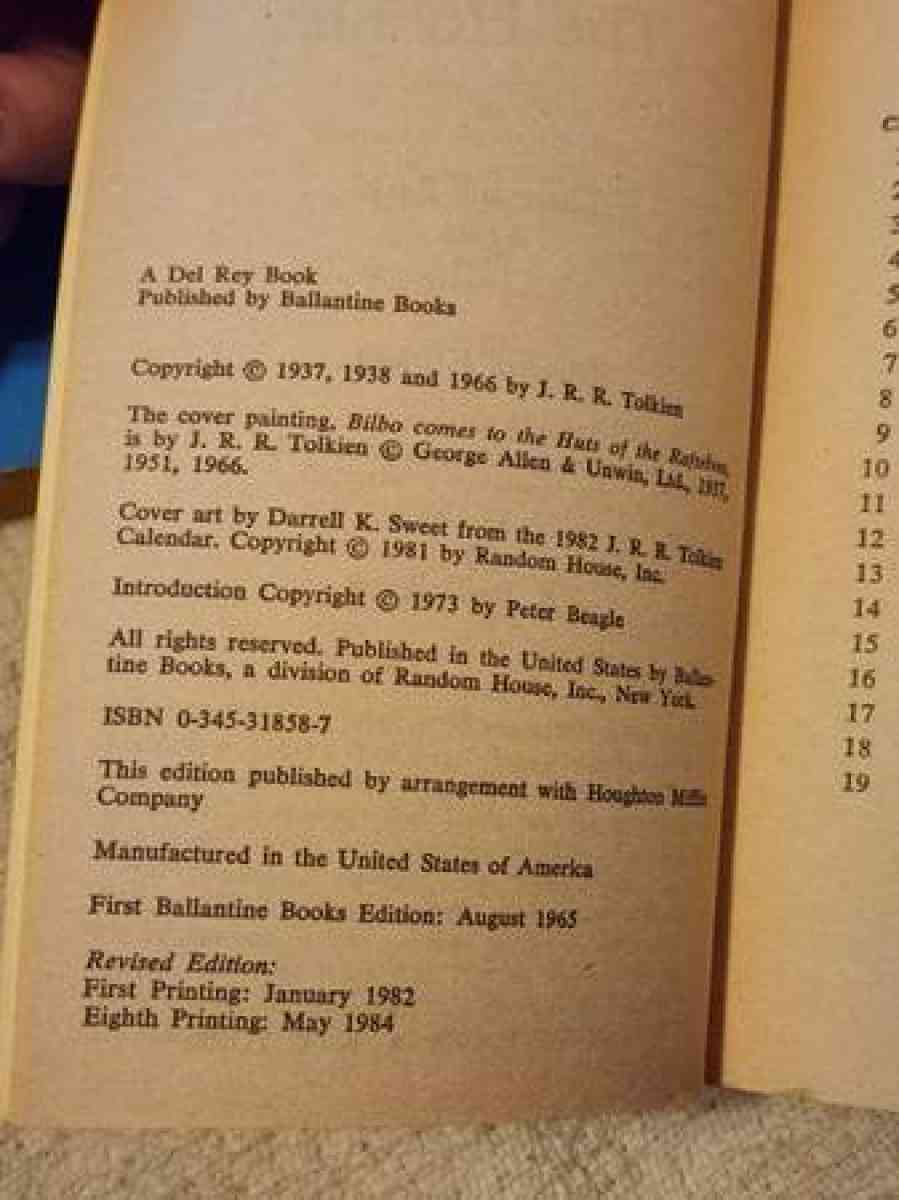 A Del Rey Book
Published by Ballantine Books
Copyright © 1937, 1938 and 1966 by J. R. R. Tolkien
The cover painting, Bilbo comes to the Huts of the Raftelves,
is by J. R. R. Tolkien © George Allen & Unwin, Ltd., 1937,
1951, 1966.
Cover art by Darrell K. Sweet from the 1982 J. R. R. Tolkien
Calendar. Copyright © 1981 by Random House, Inc.
Introduction Copyright © 1973 by Peter Beagle
All rights reserved. Published in the United States by Ballan-
tine Books, a division of Random House, Inc., New York.
ISBN 0-345-31858-7
This edition published by arrangement with Houghton Mifflin
Company
Manufactured in the United States of America
First Ballantine Books Edition: August 1965
Revised Edition:
First Printing: January 1982
Eighth Printing: May 1984
2
3
4
5
6
7
8
9
10
11
12
13
14
15
16
17
18
19